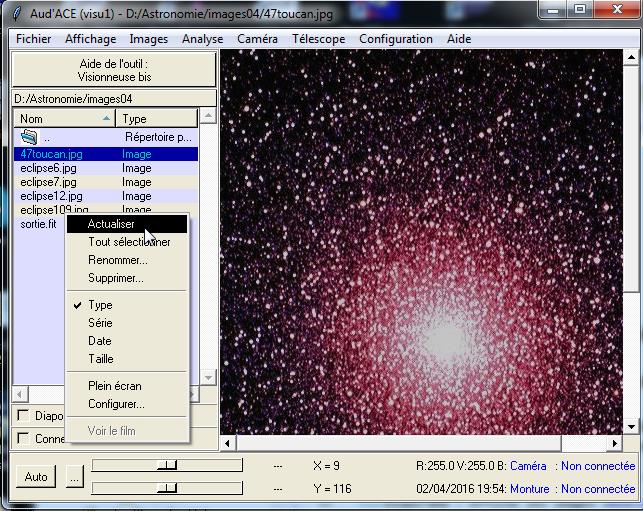 Aud'ACE (visu1) - D:/Astronomie/images04/47toucan.jpg
Fichier Affichage Images Analyse Caméra Télescope Configuration Aide
Aide de l'outil :
Visionneuse bis
D:/Astronomie/images04
Nom Type
.. Répertoire p...
47toucan.jpg Image
eclipse6.jpg Image
eclipse7.jpg Image
eclipse12.jpg Image
eclipse109.jpg Image
sortie.fit
Actualiser
Tout sélectionner
Renommer...
Supprimer...
Type
Série
Date
Taille
Plein écran
Configurer...
Voir le film
Diapo
Conne
Auto ... --- X = 9 R:255.0 V:255.0 B: Caméra : Non connectée
--- Y = 116 02/04/2016 19:54: Monture : Non connectée